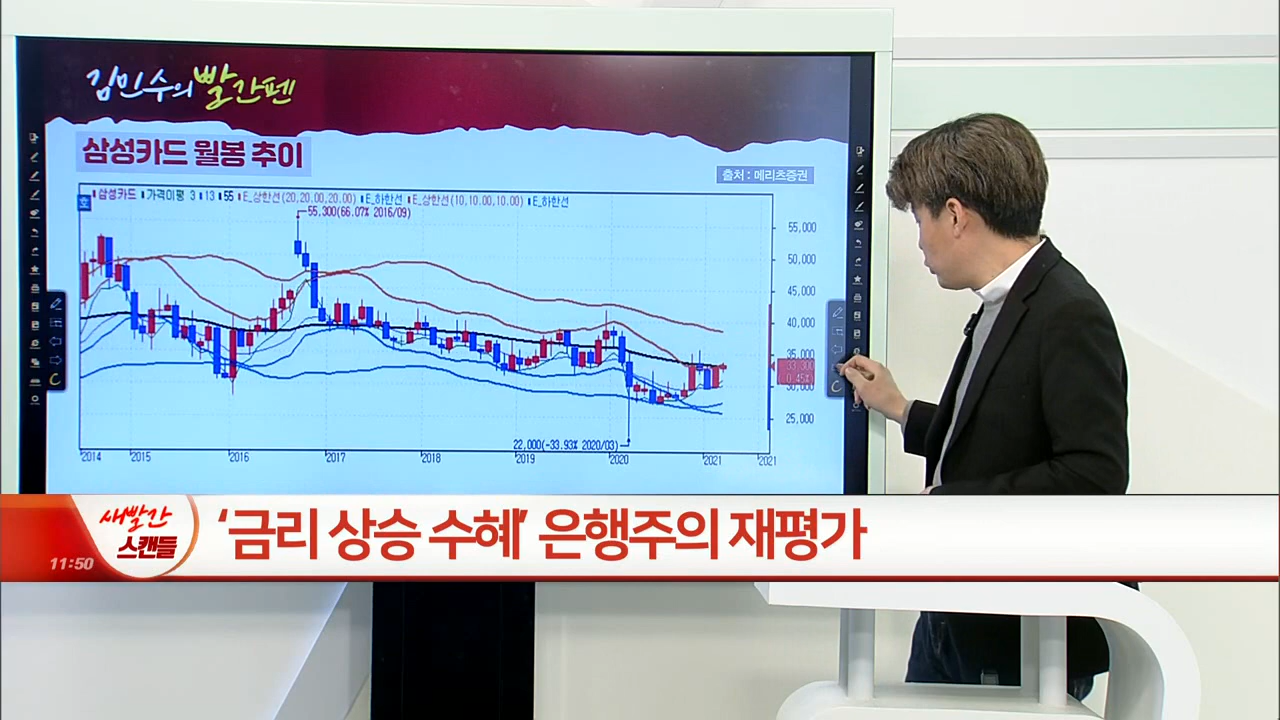 김민수의 빨간펜
삼성카드 월봉 추이
출처 : 메리츠증권
삼성카드 가격이평 3 13 55 E_상한선(20,20.00,20.00) E_하한선 E_상한선(10,10.00,10.00) E_하한선
55,300(66.07% 2016/09)
55,000
50,000
45,000
40,000
35,000
33,300
0.45%
30,000
25,000
22,000(-33.93% 2020/03)
2014 2015 2016 2017 2018 2019 2020 2021 2021
새빨간
스캔들
11:50
‘금리 상승 수혜’ 은행주의 재평가